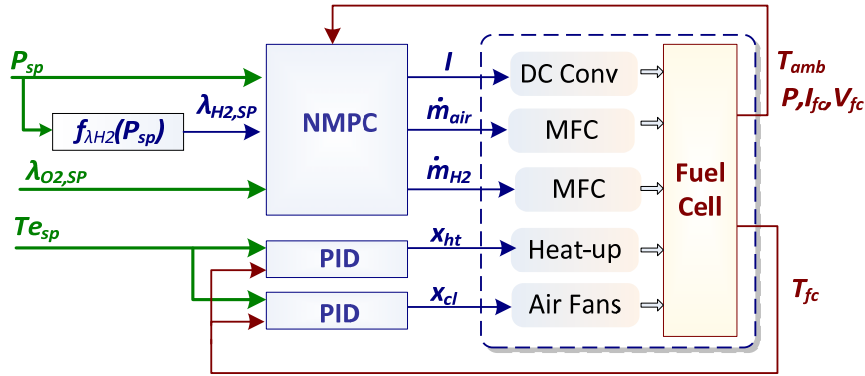 P_sp
f_λH2(P_sp)
λ_H2,SP
λ_O2,SP
Te_sp
NMPC
PID
PID
I
ṁ_air
ṁ_H2
x_ht
x_cl
DC Conv
MFC
MFC
Heat-up
Air Fans
Fuel
Cell
T_amb
P,I_fc,V_fc
T_fc